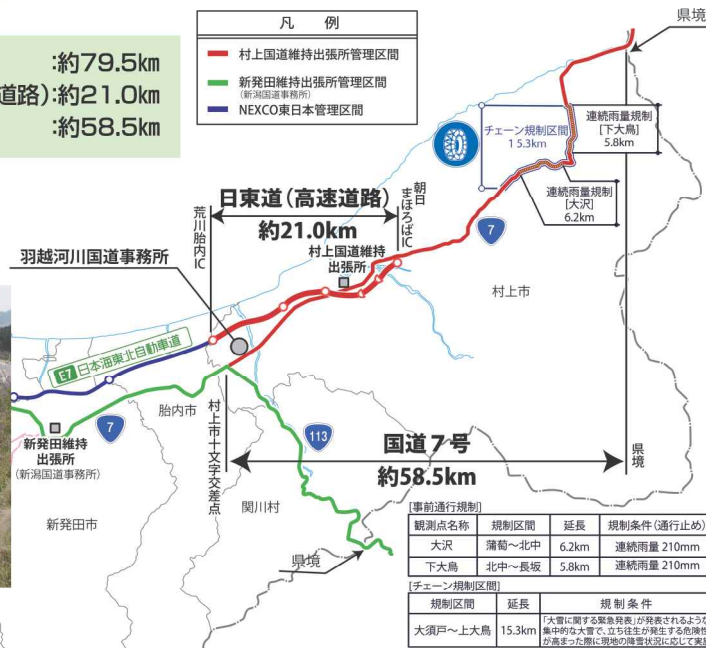 :約79.5km
道路):約21.0km
:約58.5km
凡 例
村上国道維持出張所管理区間
新発田維持出張所管理区間
(新潟国道事務所)
NEXCO東日本管理区間
県境
チェーン規制区間
15.3km
連続雨量規制
[下大鳥]
5.8km
連続雨量規制
[大沢]
6.2km
日東道(高速道路)
約21.0km
荒川胎内IC
朝日
まほろばIC
村上国道維持
出張所
羽越河川国道事務所
7
村上市
E7 日本海東北自動車道
胎内市
7
新発田維持
出張所
(新潟国道事務所)
新発田市
村上市十文字交差点
113
関川村
国道7号
約58.5km
県境
県境
[事前通行規制]
観測点名称 規制区間 延長 規制条件(通行止め)
大沢 蒲萄～北中 6.2km 連続雨量 210mm
下大鳥 北中～長坂 5.8km 連続雨量 210mm
[チェーン規制区間]
規制区間 延長 規制条件
大須戸～上大鳥 15.3km 「大雪に関する緊急発表」が発表されるような
集中的な大雪で、立ち往生が発生する危険性
が高まった際に現地の降雪状況に応じて実施